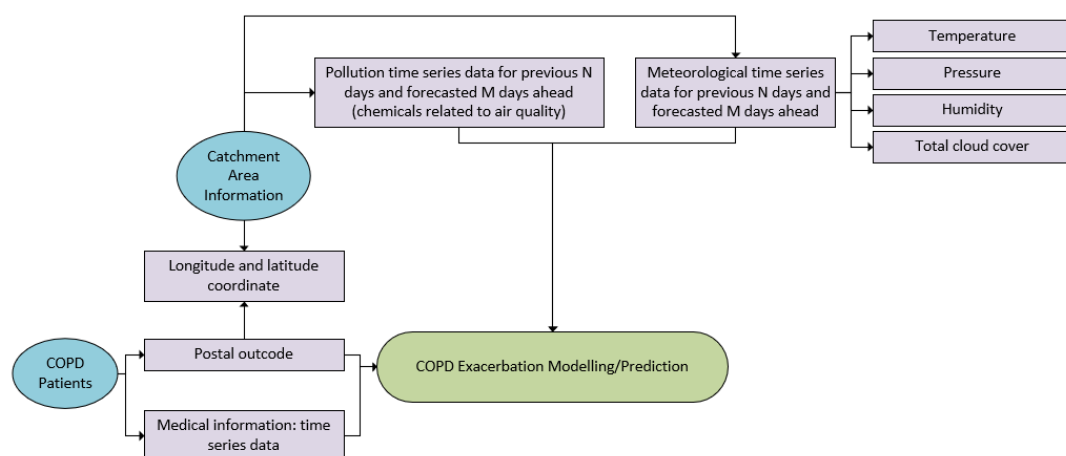 Temperature
Pollution time series data for previous N
days and forecasted M days ahead
(chemicals related to air quality)
Meteorological time series
data for previous N days and
forecasted M days ahead
Pressure
Humidity
Total cloud cover
Catchment
Area
Information
Longitude and latitude
coordinate
Postal outcode
COPD
Patients
COPD Exacerbation Modelling/Prediction
Medical information: time
series data